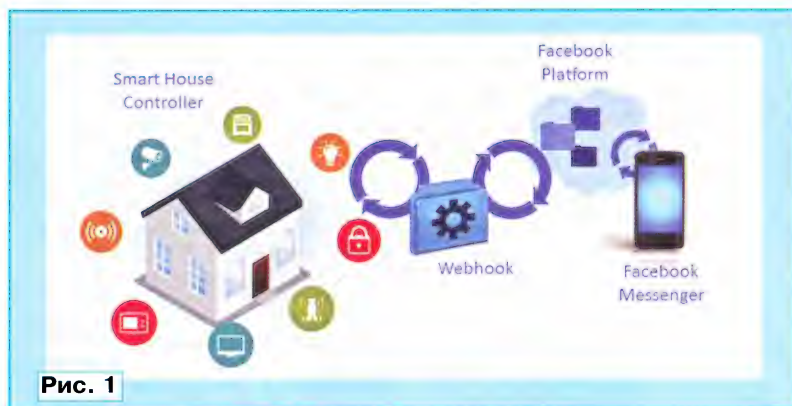 Facebook
Platform
Smart House
Controller
Webhook
Facebook
Messenger
Рис. 1